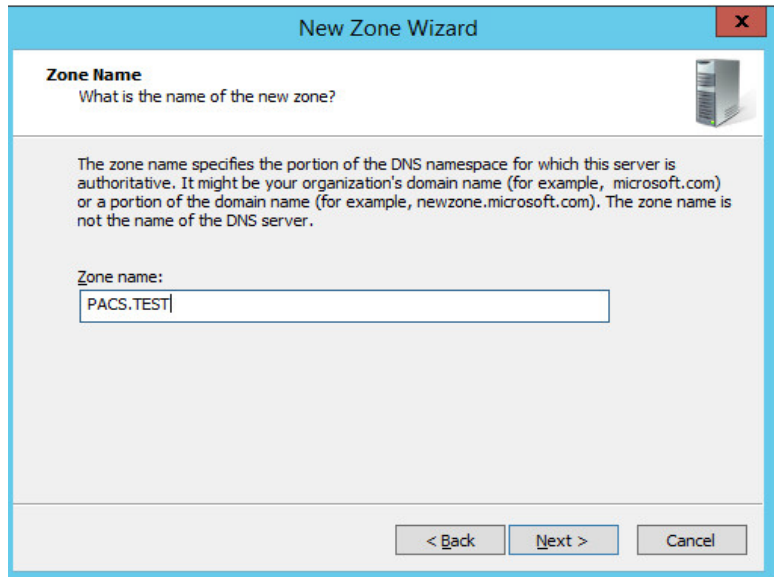 New Zone Wizard
x
Zone Name
What is the name of the new zone?
The zone name specifies the portion of the DNS namespace for which this server is
authoritative. It might be your organization's domain name (for example, microsoft.com)
or a portion of the domain name (for example, newzone.microsoft.com). The zone name is
not the name of the DNS server.
Zone name:
PACS.TEST
< Back Next > Cancel